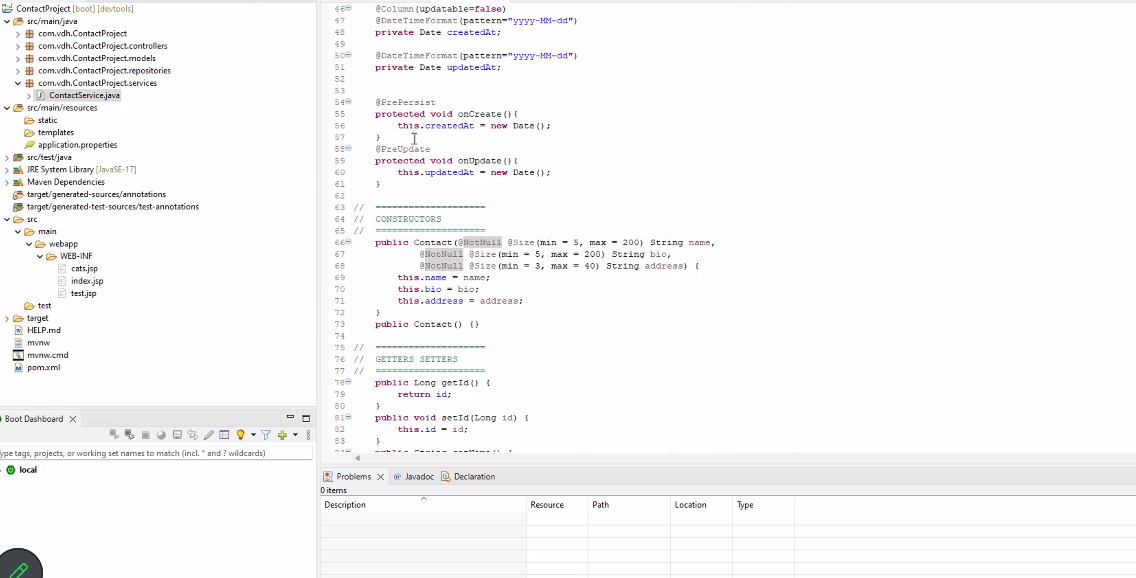 ContactProject [boot] [devtools]
src/main/java
com.vdh.ContactProject
com.vdh.ContactProject.controllers
com.vdh.ContactProject.models
com.vdh.ContactProject.repositories
com.vdh.ContactProject.services
ContactService.java
src/main/resources
static
templates
application.properties
src/test/java
JRE System Library [JavaSE-17]
Maven Dependencies
target/generated-sources/annotations
target/generated-test-sources/test-annotations
src
main
webapp
WEB-INF
cats.jsp
index.jsp
test.jsp
test
target
HELP.md
mvnw
mvnw.cmd
pom.xml
Boot Dashboard
type tags, projects, or working set names to match (incl. * and ? wildcards)
local
46 @Column(updatable=false)
47 @DateTimeFormat(pattern="yyyy-MM-dd")
48 private Date createdAt;
49
50 @DateTimeFormat(pattern="yyyy-MM-dd")
51 private Date updatedAt;
52
53
54 @PrePersist
55 protected void onCreate(){
56 this.createdAt = new Date();
57 }
58 @PreUpdate
59 protected void onUpdate(){
60 this.updatedAt = new Date();
61 }
62
63 // ====================
64 // CONSTRUCTORS
65 // ====================
66 public Contact(@NotNull @Size(min = 5, max = 200) String name,
67 @NotNull @Size(min = 5, max = 200) String bio,
68 @NotNull @Size(min = 3, max = 40) String address) {
69 this.name = name;
70 this.bio = bio;
71 this.address = address;
72 }
73 public Contact() {}
74
75 // ====================
76 // GETTERS SETTERS
77 // ====================
78 public Long getId() {
79 return id;
80 }
81 public void setId(Long id) {
82 this.id = id;
83 }
Problems Javadoc Declaration
0 items
Description Resource Path Location Type